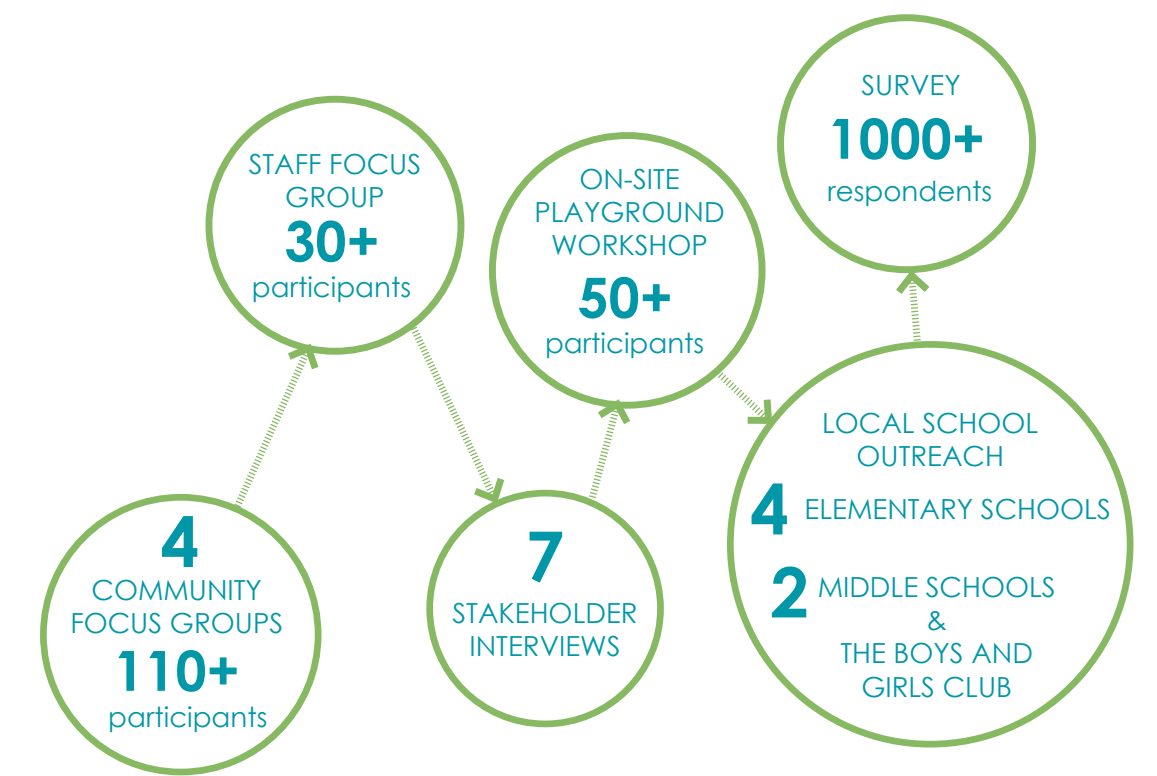 4
COMMUNITY
FOCUS GROUPS
110+
participants
STAFF FOCUS
GROUP
30+
participants
7
STAKEHOLDER
INTERVIEWS
ON-SITE
PLAYGROUND
WORKSHOP
50+
participants
LOCAL SCHOOL
OUTREACH
4 ELEMENTARY SCHOOLS
2 MIDDLE SCHOOLS
&
THE BOYS AND
GIRLS CLUB
SURVEY
1000+
respondents